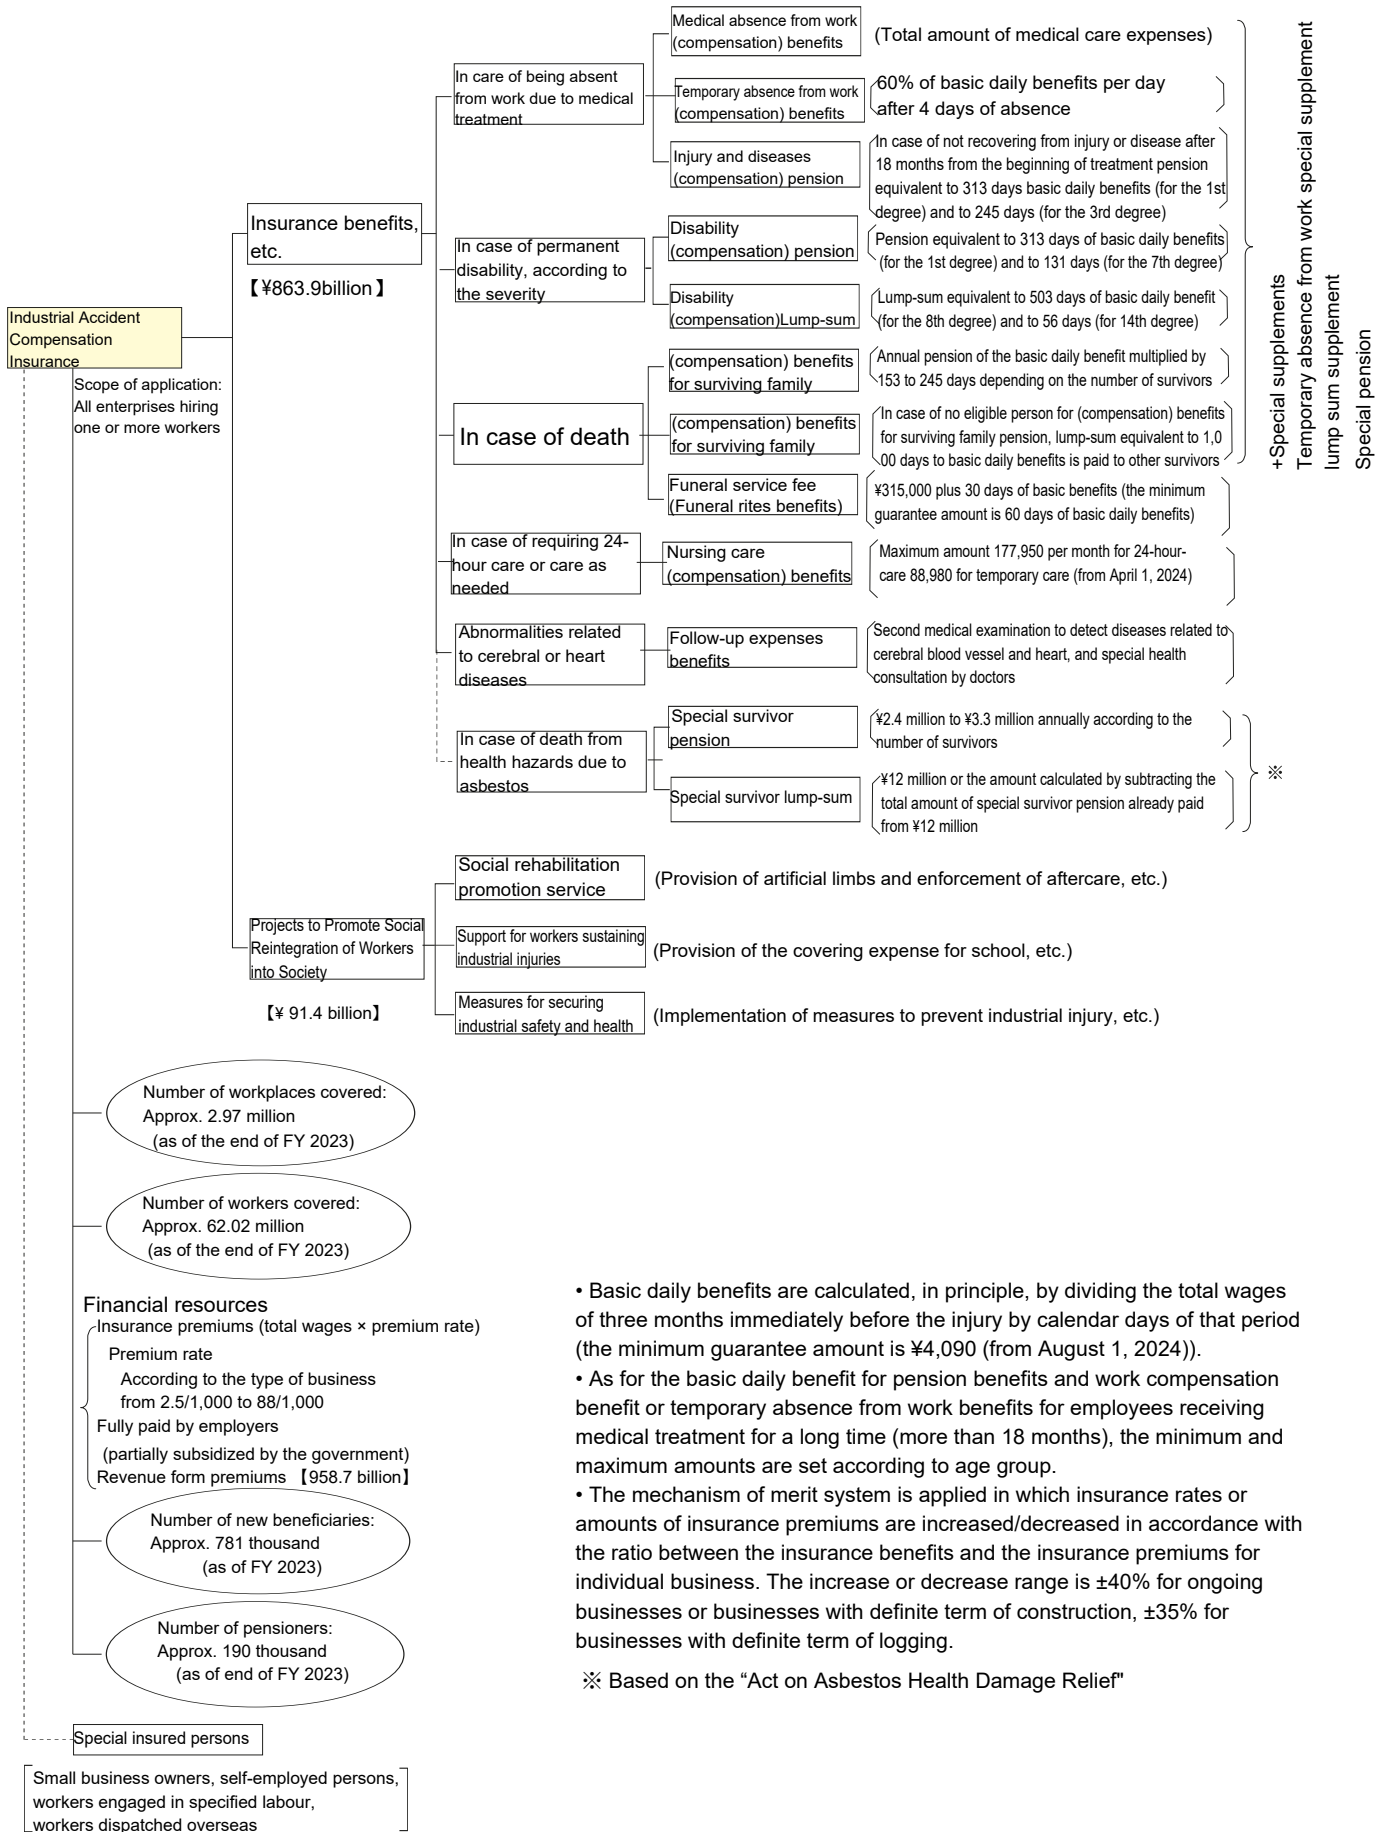 Industrial Accident
Compensation
Insurance
Scope of application:
All enterprises hiring
one or more workers
Insurance benefits,
etc.
【¥863.9billion】
In care of being absent
from work due to medical
treatment
Medical absence from work
(compensation) benefits
(Total amount of medical care expenses)
Temporary absence from work
(compensation) benefits
60% of basic daily benefits per day
after 4 days of absence
Injury and diseases
(compensation) pension
In case of not recovering from injury or disease after
18 months from the beginning of treatment pension
equivalent to 313 days basic daily benefits (for the 1st
degree) and to 245 days (for the 3rd degree)
In case of permanent
disability, according to
the severity
Disability
(compensation) pension
Pension equivalent to 313 days of basic daily benefits
(for the 1st degree) and to 131 days (for the 7th degree)
Disability
(compensation)Lump-sum
Lump-sum equivalent to 503 days of basic daily benefit
(for the 8th degree) and to 56 days (for 14th degree)
In case of death
(compensation) benefits
for surviving family
Annual pension of the basic daily benefit multiplied by
153 to 245 days depending on the number of survivors
(compensation) benefits
for surviving family
In case of no eligible person for (compensation) benefits
for surviving family pension, lump-sum equivalent to 1,0
00 days to basic daily benefits is paid to other survivors
Funeral service fee
(Funeral rites benefits)
¥315,000 plus 30 days of basic benefits (the minimum
guarantee amount is 60 days of basic daily benefits)
+Special supplements
Temporary absence from work special supplement
lump sum supplement
Special pension
In case of requiring 24-
hour care or care as
needed
Nursing care
(compensation) benefits
Maximum amount 177,950 per month for 24-hour-
care 88,980 for temporary care (from April 1, 2024)
Abnormalities related
to cerebral or heart
diseases
Follow-up expenses
benefits
Second medical examination to detect diseases related to
cerebral blood vessel and heart, and special health
consultation by doctors
In case of death from
health hazards due to
asbestos
Special survivor
pension
¥2.4 million to ¥3.3 million annually according to the
number of survivors
Special survivor lump-sum
¥12 million or the amount calculated by subtracting the
total amount of special survivor pension already paid
from ¥12 million
※
Projects to Promote Social
Reintegration of Workers
into Society
【¥ 91.4 billion】
Social rehabilitation
promotion service
(Provision of artificial limbs and enforcement of aftercare, etc.)
Support for workers sustaining
industrial injuries
(Provision of the covering expense for school, etc.)
Measures for securing
industrial safety and health
(Implementation of measures to prevent industrial injury, etc.)
Number of workplaces covered:
Approx. 2.97 million
(as of the end of FY 2023)
Number of workers covered:
Approx. 62.02 million
(as of the end of FY 2023)
Financial resources
Insurance premiums (total wages × premium rate)
Premium rate
According to the type of business
from 2.5/1,000 to 88/1,000
Fully paid by employers
(partially subsidized by the government)
Revenue form premiums 【958.7 billion】
Number of new beneficiaries:
Approx. 781 thousand
(as of FY 2023)
Number of pensioners:
Approx. 190 thousand
(as of end of FY 2023)
Special insured persons
Small business owners, self-employed persons,
workers engaged in specified labour,
workers dispatched overseas
• Basic daily benefits are calculated, in principle, by dividing the total wages
of three months immediately before the injury by calendar days of that period
(the minimum guarantee amount is ¥4,090 (from August 1, 2024)).
• As for the basic daily benefit for pension benefits and work compensation
benefit or temporary absence from work benefits for employees receiving
medical treatment for a long time (more than 18 months), the minimum and
maximum amounts are set according to age group.
• The mechanism of merit system is applied in which insurance rates or
amounts of insurance premiums are increased/decreased in accordance with
the ratio between the insurance benefits and the insurance premiums for
individual business. The increase or decrease range is ±40% for ongoing
businesses or businesses with definite term of construction, ±35% for
businesses with definite term of logging.
※ Based on the “Act on Asbestos Health Damage Relief"